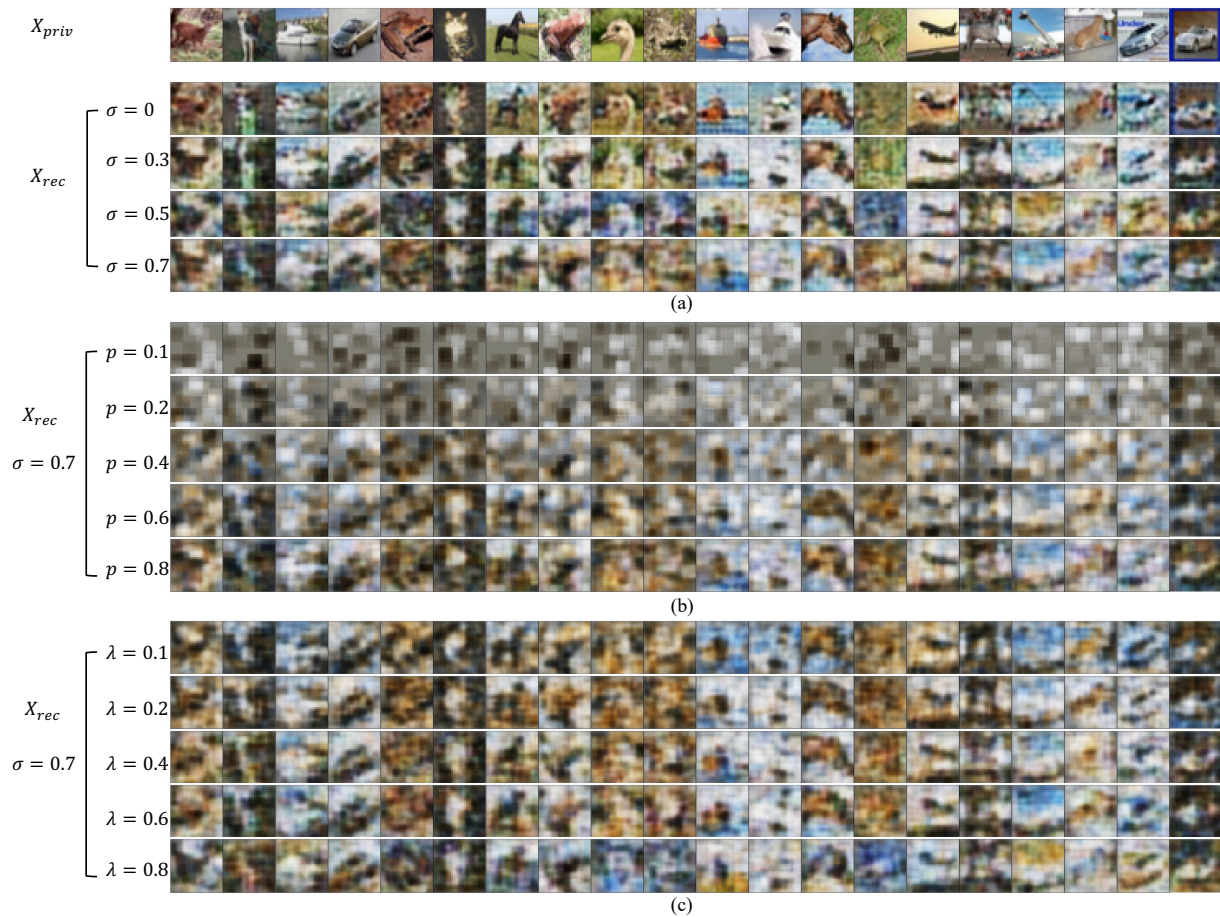 X_priv
σ = 0
σ = 0.3
X_rec
σ = 0.5
σ = 0.7
(a)
p = 0.1
p = 0.2
X_rec
σ = 0.7
p = 0.4
p = 0.6
p = 0.8
(b)
λ = 0.1
λ = 0.2
X_rec
σ = 0.7
λ = 0.4
λ = 0.6
λ = 0.8
(c)